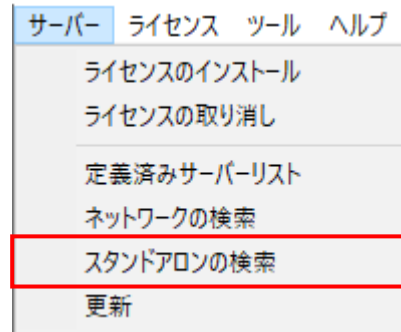 サーバー ライセンス ツール ヘルプ
ライセンスのインストール
ライセンスの取り消し
定義済みサーバーリスト
ネットワークの検索
スタンドアロンの検索
更新